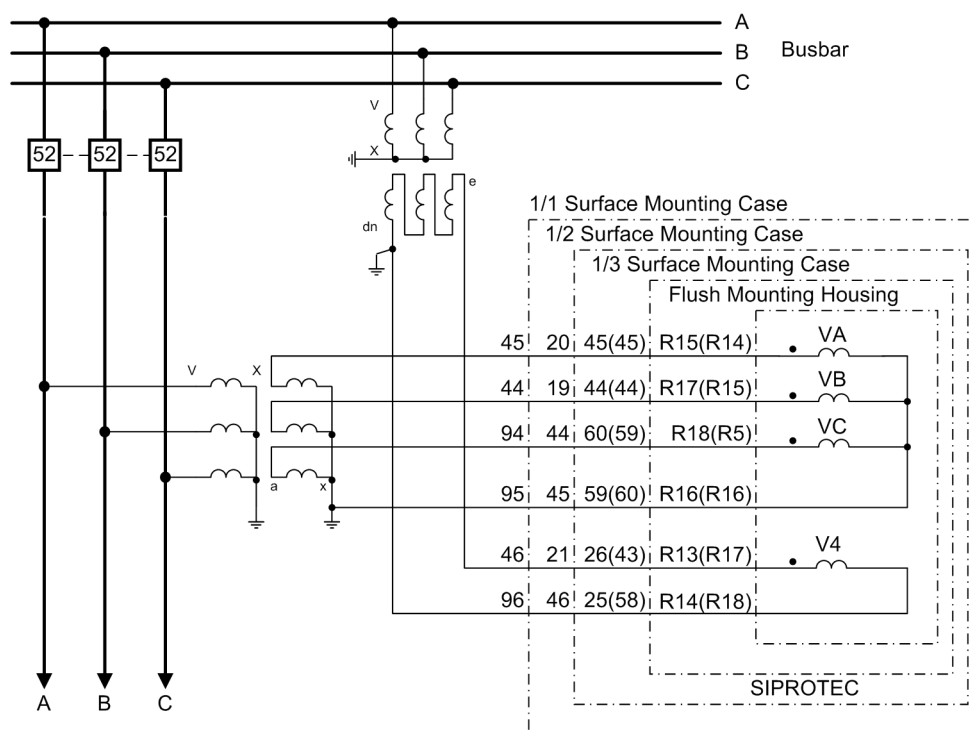 A
B Busbar
C
V
52 52 52
X
e
1/1 Surface Mounting Case
dn
1/2 Surface Mounting Case
1/3 Surface Mounting Case
Flush Mounting Housing
45 20 45(45) R15(R14) VA
V X
44 19 44(44) R17(R15) VB
94 44 60(59) R18(R5) VC
a x
95 45 59(60) R16(R16)
46 21 26(43) R13(R17) V4
96 46 25(58) R14(R18)
SIPROTEC
A B C